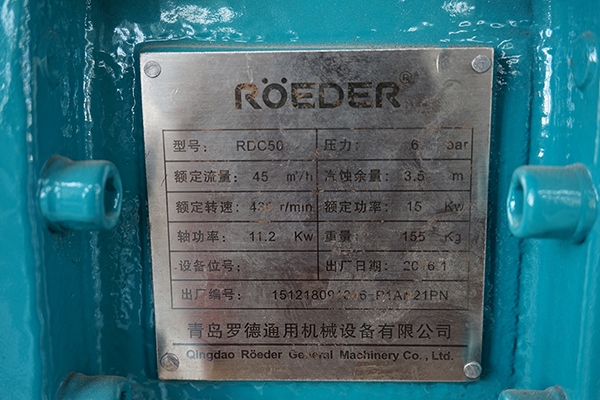 RÖEDER®
型号: RDC50 压力: 6 bar
额定流量: 45 m³/h 汽蚀余量: 3.5 m
额定转速: r/min 额定功率: 15 Kw
轴功率: 11.2 Kw 重量: 155 Kg
设备位号: 出厂日期:
出厂编号:
青岛罗德通用机械设备有限公司
Qingdao Röeder General Machinery Co., Ltd.